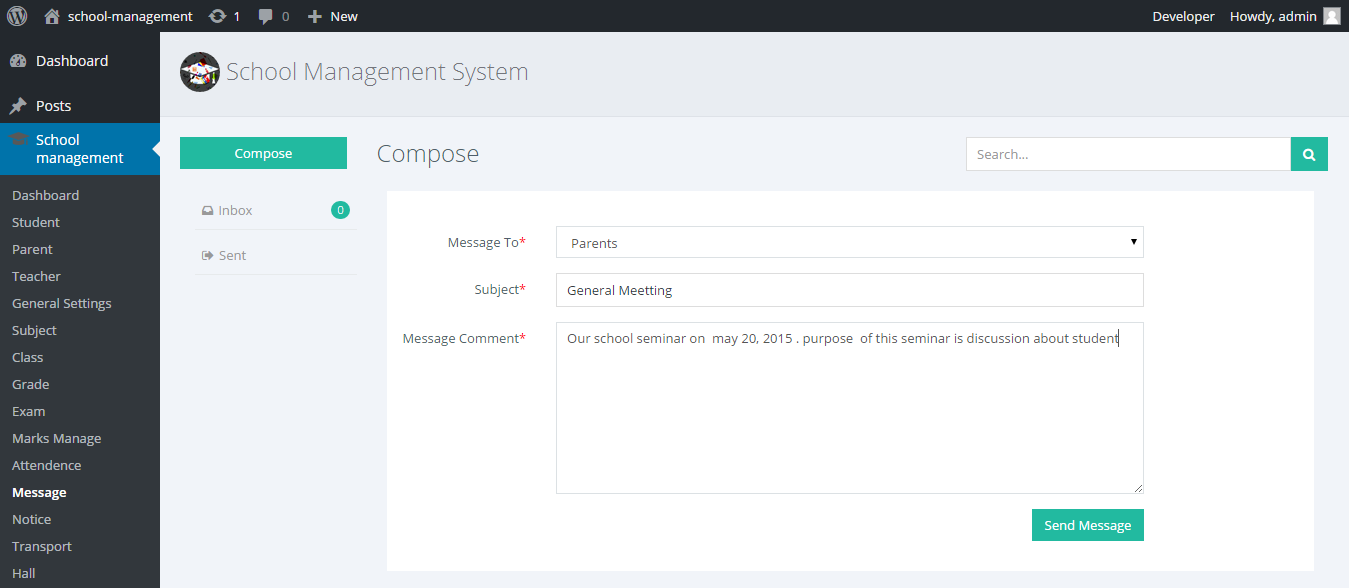 school-management 1 0 New Developer Howdy, admin
Dashboard
Posts
School
management
Dashboard
Student
Parent
Teacher
General Settings
Subject
Class
Grade
Exam
Marks Manage
Attendence
Message
Notice
Transport
Hall
School Management System
Compose
Inbox 0
Sent
Compose
Search...
Message To* Parents
Subject* General Meetting
Message Comment* Our school seminar on may 20, 2015 . purpose of this seminar is discussion about student
Send Message